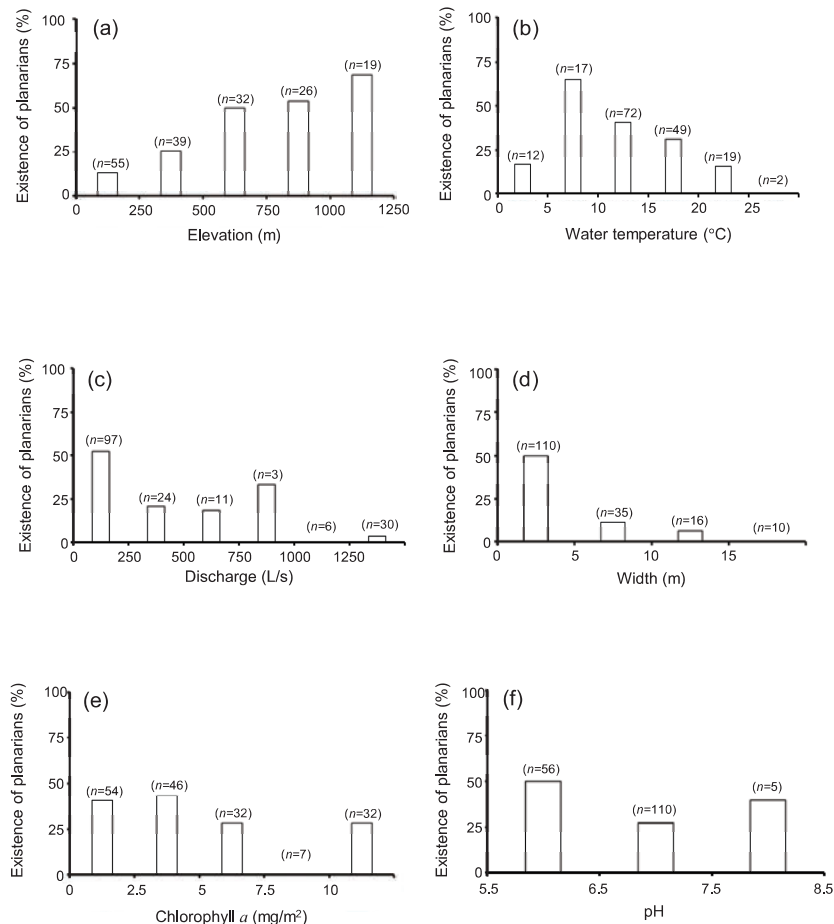 (a)
Existence of planarians (%)
100
75
50
25
0
(n=55)
(n=39)
(n=32)
(n=26)
(n=19)
0 250 500 750 1000 1250
Elevation (m)
(b)
Existence of planarians (%)
100
75
50
25
0
(n=12)
(n=17)
(n=72)
(n=49)
(n=19)
(n=2)
0 5 10 15 20 25
Water temperature (°C)
(c)
Existence of planarians (%)
100
75
50
25
0
(n=97)
(n=24)
(n=11)
(n=3)
(n=6)
(n=30)
0 250 500 750 1000 1250
Discharge (L/s)
(d)
Existence of planarians (%)
100
75
50
25
0
(n=110)
(n=35)
(n=16)
(n=10)
0 5 10 15
Width (m)
(e)
Existence of planarians (%)
100
75
50
25
0
(n=54)
(n=46)
(n=32)
(n=7)
(n=32)
0 2.5 5 7.5 10
Chlorophyll a (mg/m²)
(f)
Existence of planarians (%)
100
75
50
25
0
(n=56)
(n=110)
(n=5)
5.5 6.5 7.5 8.5
pH